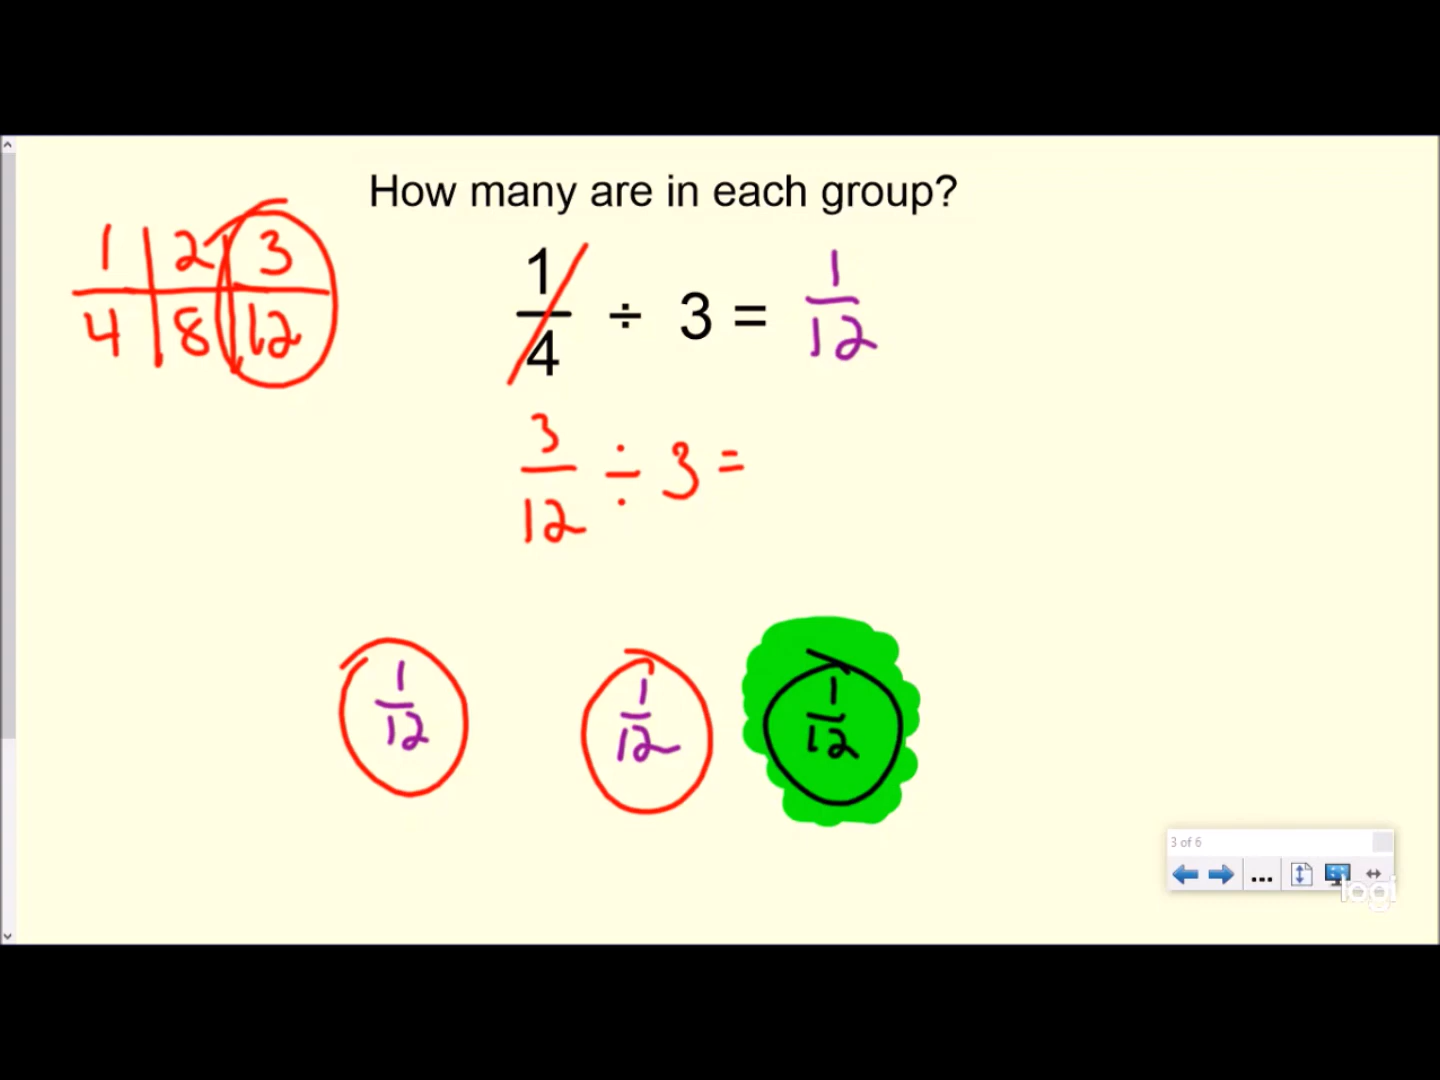 How many are in each group?
1 2 3
4 8 12
1/4 ÷ 3 = 1/12
3/12 ÷ 3 =
1/12 1/12 1/12
3 of 6
...
logi